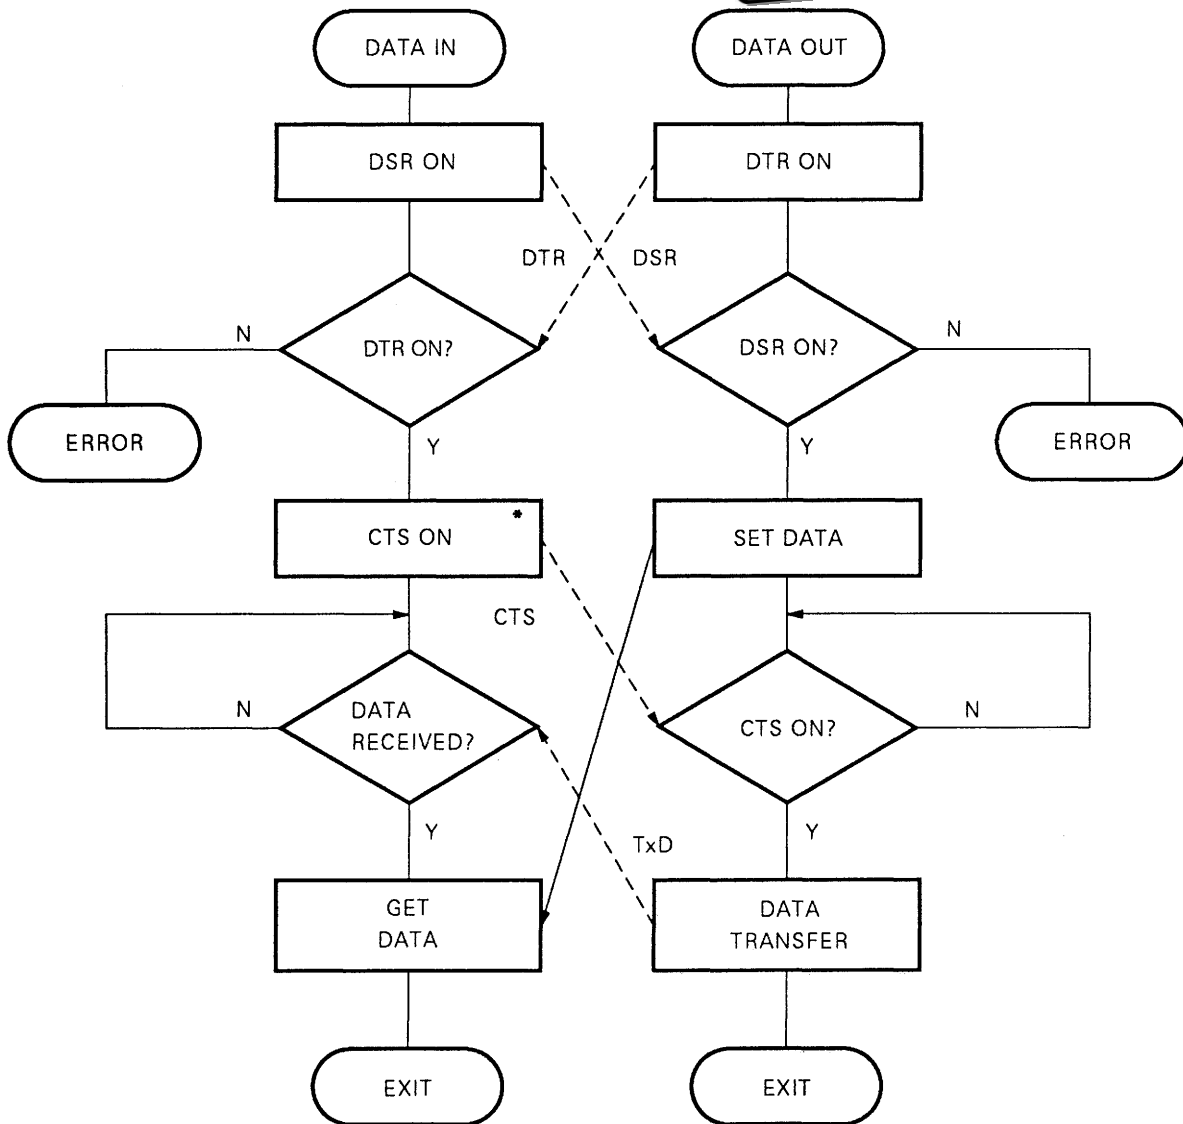 DATA IN
DATA OUT
DSR ON
DTR ON
DTR
DSR
N
DTR ON?
DSR ON?
N
ERROR
Y
Y
ERROR
CTS ON
*
SET DATA
CTS
N
DATA
RECEIVED?
CTS ON?
N
Y
TxD
Y
GET
DATA
DATA
TRANSFER
EXIT
EXIT